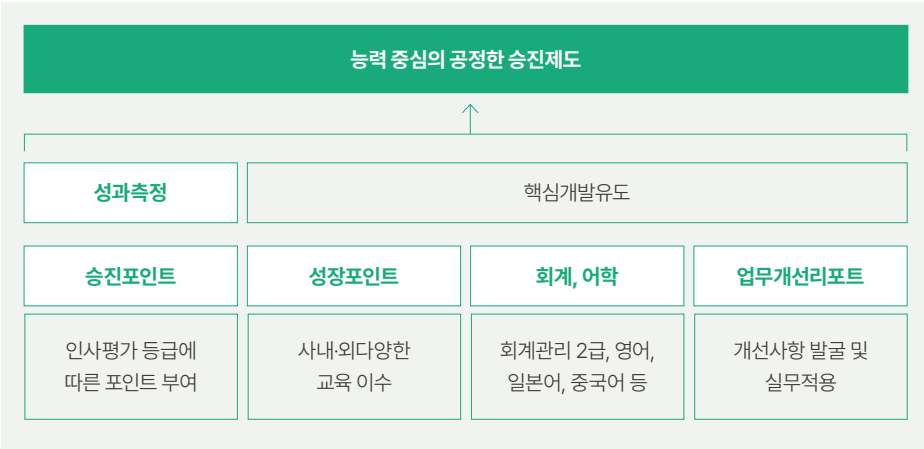 능력 중심의 공정한 승진제도
성과측정
핵심개발유도
승진포인트
성장포인트
회계, 어학
업무개선리포트
인사평가 등급에
따른 포인트 부여
사내·외다양한
교육 이수
회계관리 2급, 영어,
일본어, 중국어 등
개선사항 발굴 및
실무적용